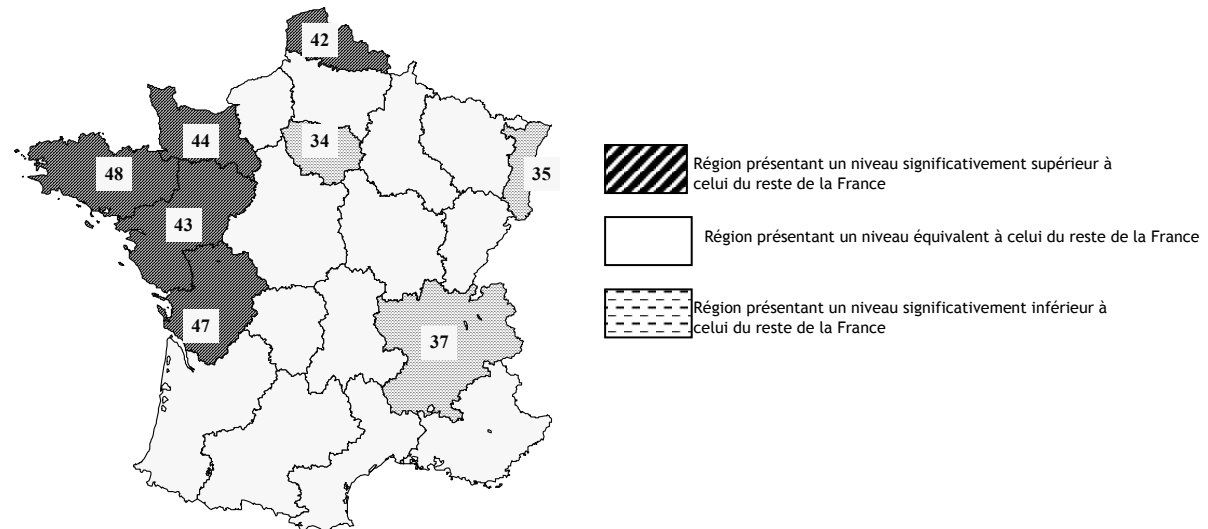 42
44
34
48
35
43
47
37
Région présentant un niveau significativement supérieur à
celui du reste de la France
Région présentant un niveau équivalent à celui du reste de la France
Région présentant un niveau significativement inférieur à
celui du reste de la France